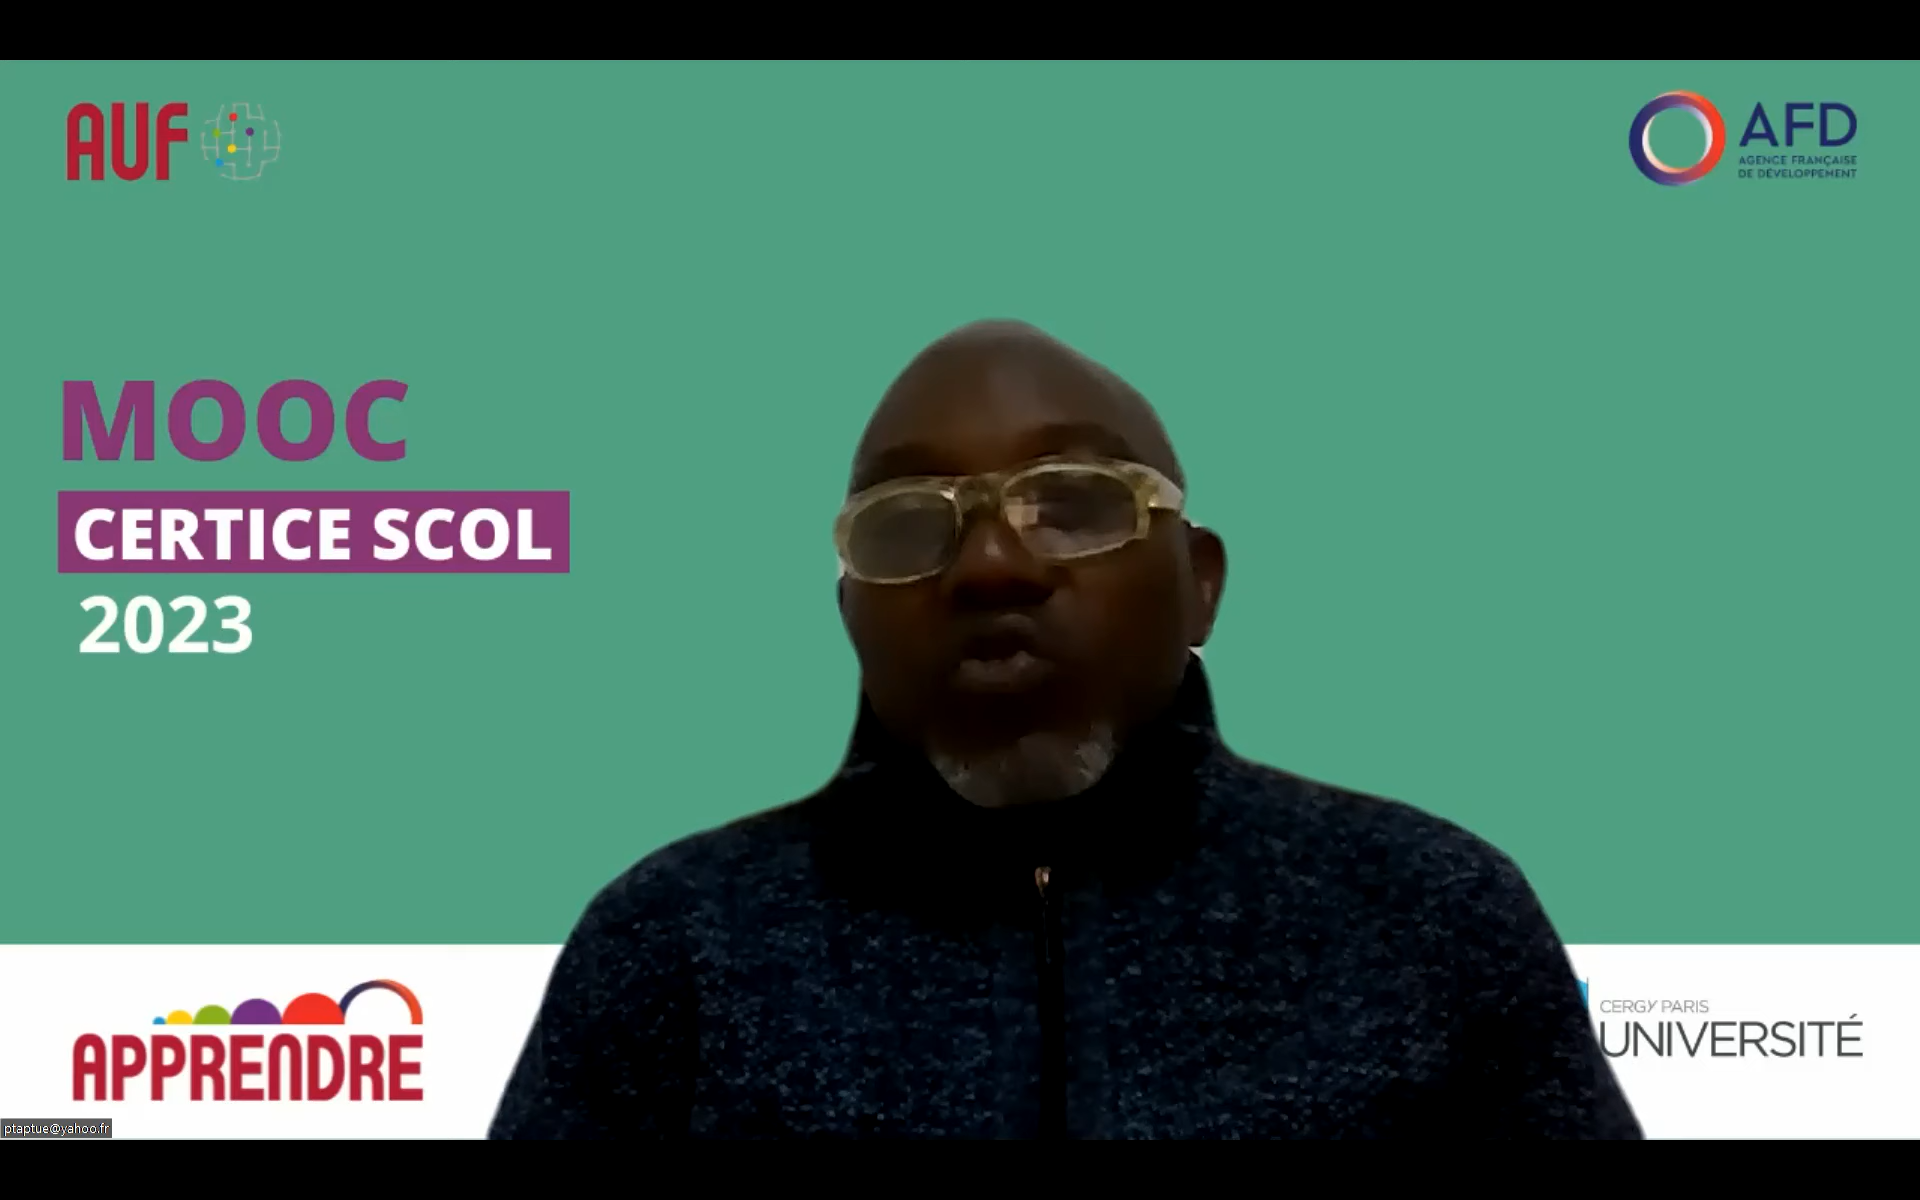 AUF
AFD
AGENCE FRANÇAISE
DE DÉVELOPPEMENT
MOOC
CERTICE SCOL
2023
APPRENDRE
CERGY PARIS
UNIVERSITÉ
ptaptue@yahoo.fr